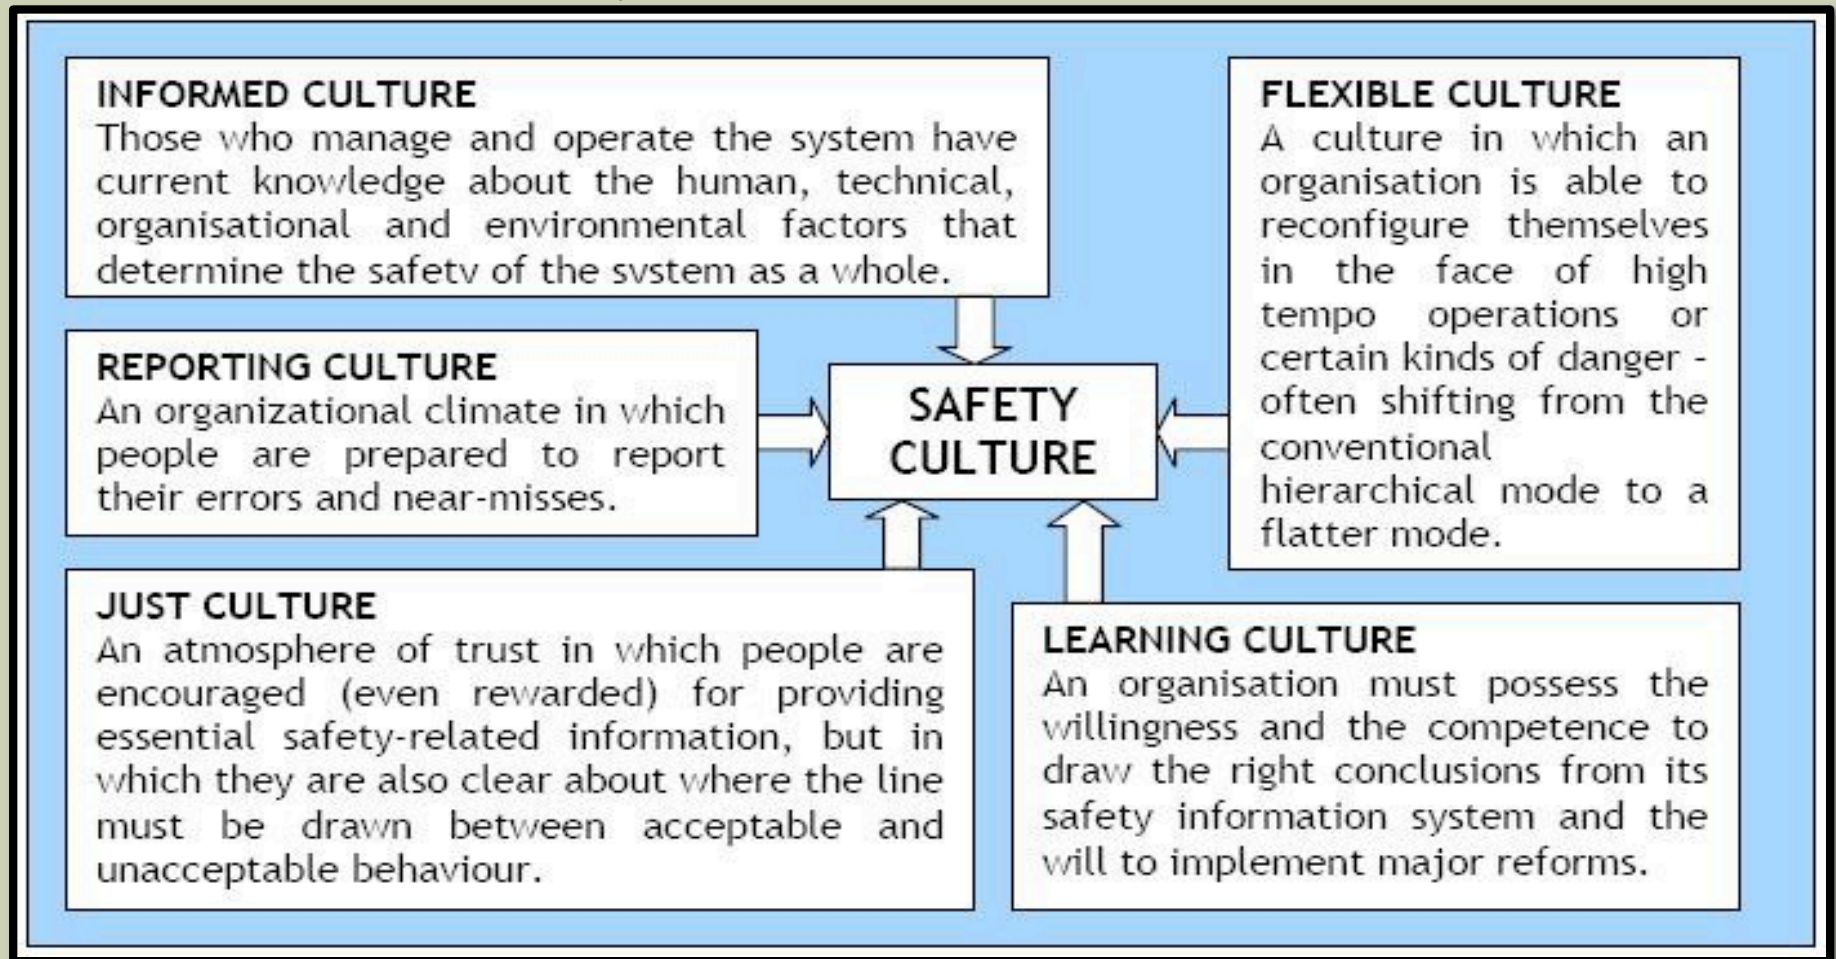 INFORMED CULTURE
Those who manage and operate the system have
current knowledge about the human, technical,
organisational and environmental factors that
determine the safety of the system as a whole.
REPORTING CULTURE
An organizational climate in which
people are prepared to report
their errors and near-misses.
JUST CULTURE
An atmosphere of trust in which people are
encouraged (even rewarded) for providing
essential safety-related information, but in
which they are also clear about where the line
must be drawn between acceptable and
unacceptable behaviour.
SAFETY
CULTURE
FLEXIBLE CULTURE
A culture in which an
organisation is able to
reconfigure themselves
in the face of high
tempo operations or
certain kinds of danger -
often shifting from the
conventional
hierarchical mode to a
flatter mode.
LEARNING CULTURE
An organisation must possess the
willingness and the competence to
draw the right conclusions from its
safety information system and the
will to implement major reforms.